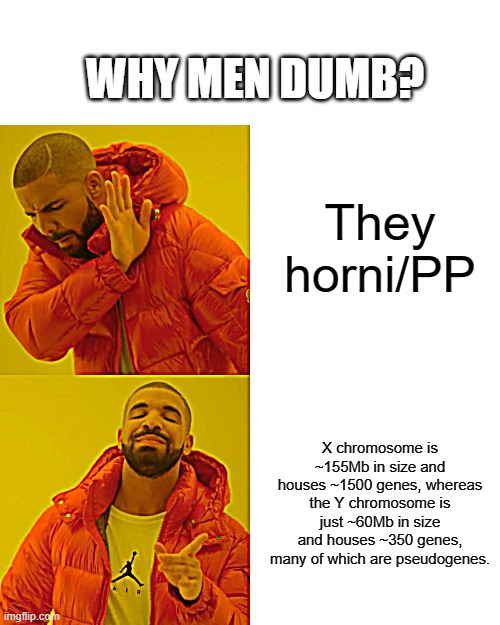 WHY MEN DUMB?
They
horni/PP
X chromosome is
~155Mb in size and
houses ~1500 genes, whereas
the Y chromosome is
just ~60Mb in size
and houses ~350 genes,
many of which are pseudogenes.
AIR
imgflip.com